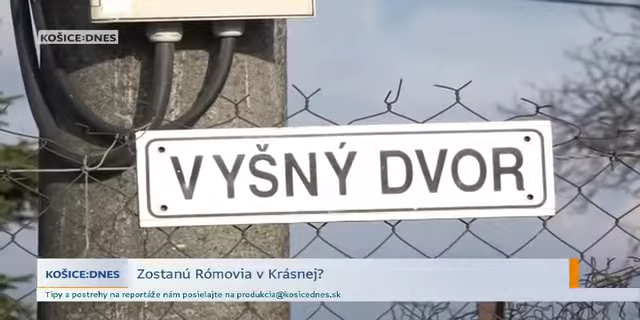 KOŠICE:DNES
VYŠNÝ DVOR
KOŠICE:DNES Zostanú Rómovia v Krásnej?
Tipy a postrehy na reportáže nám posielajte na produkcia@kosicednes.sk